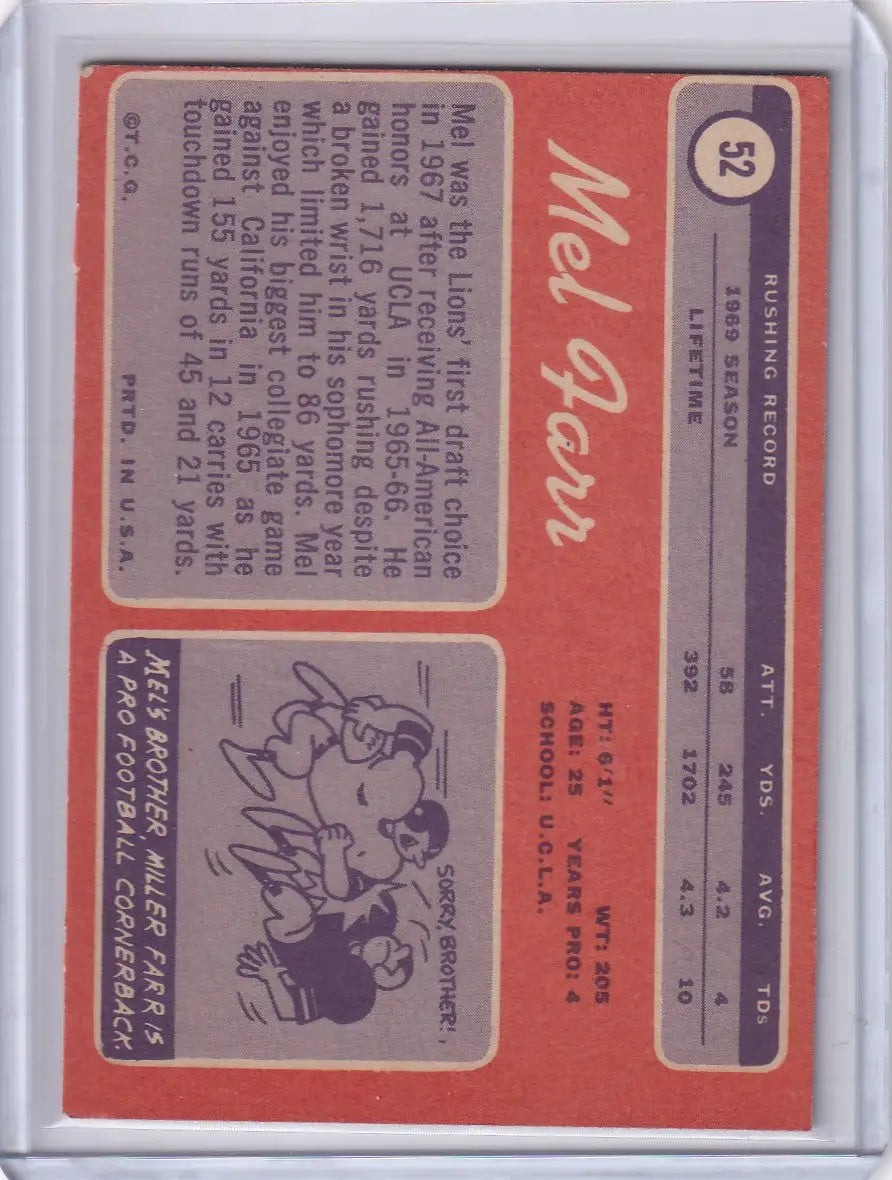 52
RUSHING RECORD ATT. YDS. AVG. TDs
1969 SEASON 58 245 4.2 4
LIFETIME 392 1702 4.3 10
Mel Farr
HT: 6'1" WT: 205
AGE: 25 YEARS PRO: 4
SCHOOL: U.C.L.A.
Mel was the Lions' first draft choice
in 1967 after receiving All-American
honors at UCLA in 1965-66. He
gained 1,716 yards rushing despite
a broken wrist in his sophomore year
which limited him to 86 yards. Mel
enjoyed his biggest collegiate game
against California in 1965 as he
gained 155 yards in 12 carries with
touchdown runs of 45 and 21 yards.
©T.C.G. PRTD. IN U.S.A.
SORRY, BROTHER!
MEL'S BROTHER MILLER FARR IS
A PRO FOOTBALL CORNERBACK.